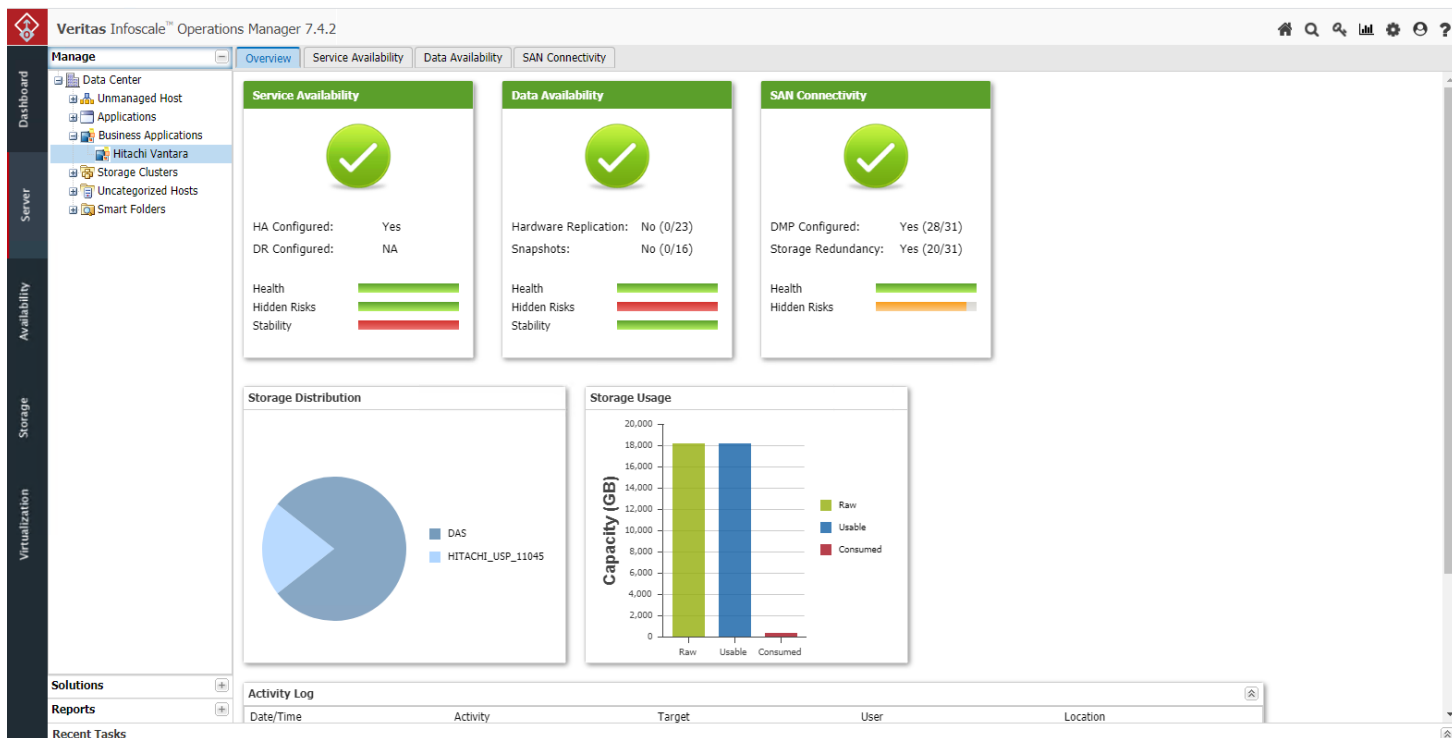 Veritas Infoscale™ Operations Manager 7.4.2
Dashboard
Server
Availability
Storage
Virtualization
Manage
Data Center
Unmanaged Host
Applications
Business Applications
Hitachi Vantara
Storage Clusters
Uncategorized Hosts
Smart Folders
Solutions
Reports
Recent Tasks
Overview Service Availability Data Availability SAN Connectivity
Service Availability
HA Configured: Yes
DR Configured: NA
Health
Hidden Risks
Stability
Data Availability
Hardware Replication: No (0/23)
Snapshots: No (0/16)
Health
Hidden Risks
Stability
SAN Connectivity
DMP Configured: Yes (28/31)
Storage Redundancy: Yes (20/31)
Health
Hidden Risks
Storage Distribution
DAS
HITACHI_USP_11045
Storage Usage
Capacity (GB)
20,000
18,000
16,000
14,000
12,000
10,000
8,000
6,000
4,000
2,000
0
Raw Usable Consumed
Raw
Usable
Consumed
Activity Log
Date/Time Activity Target User Location